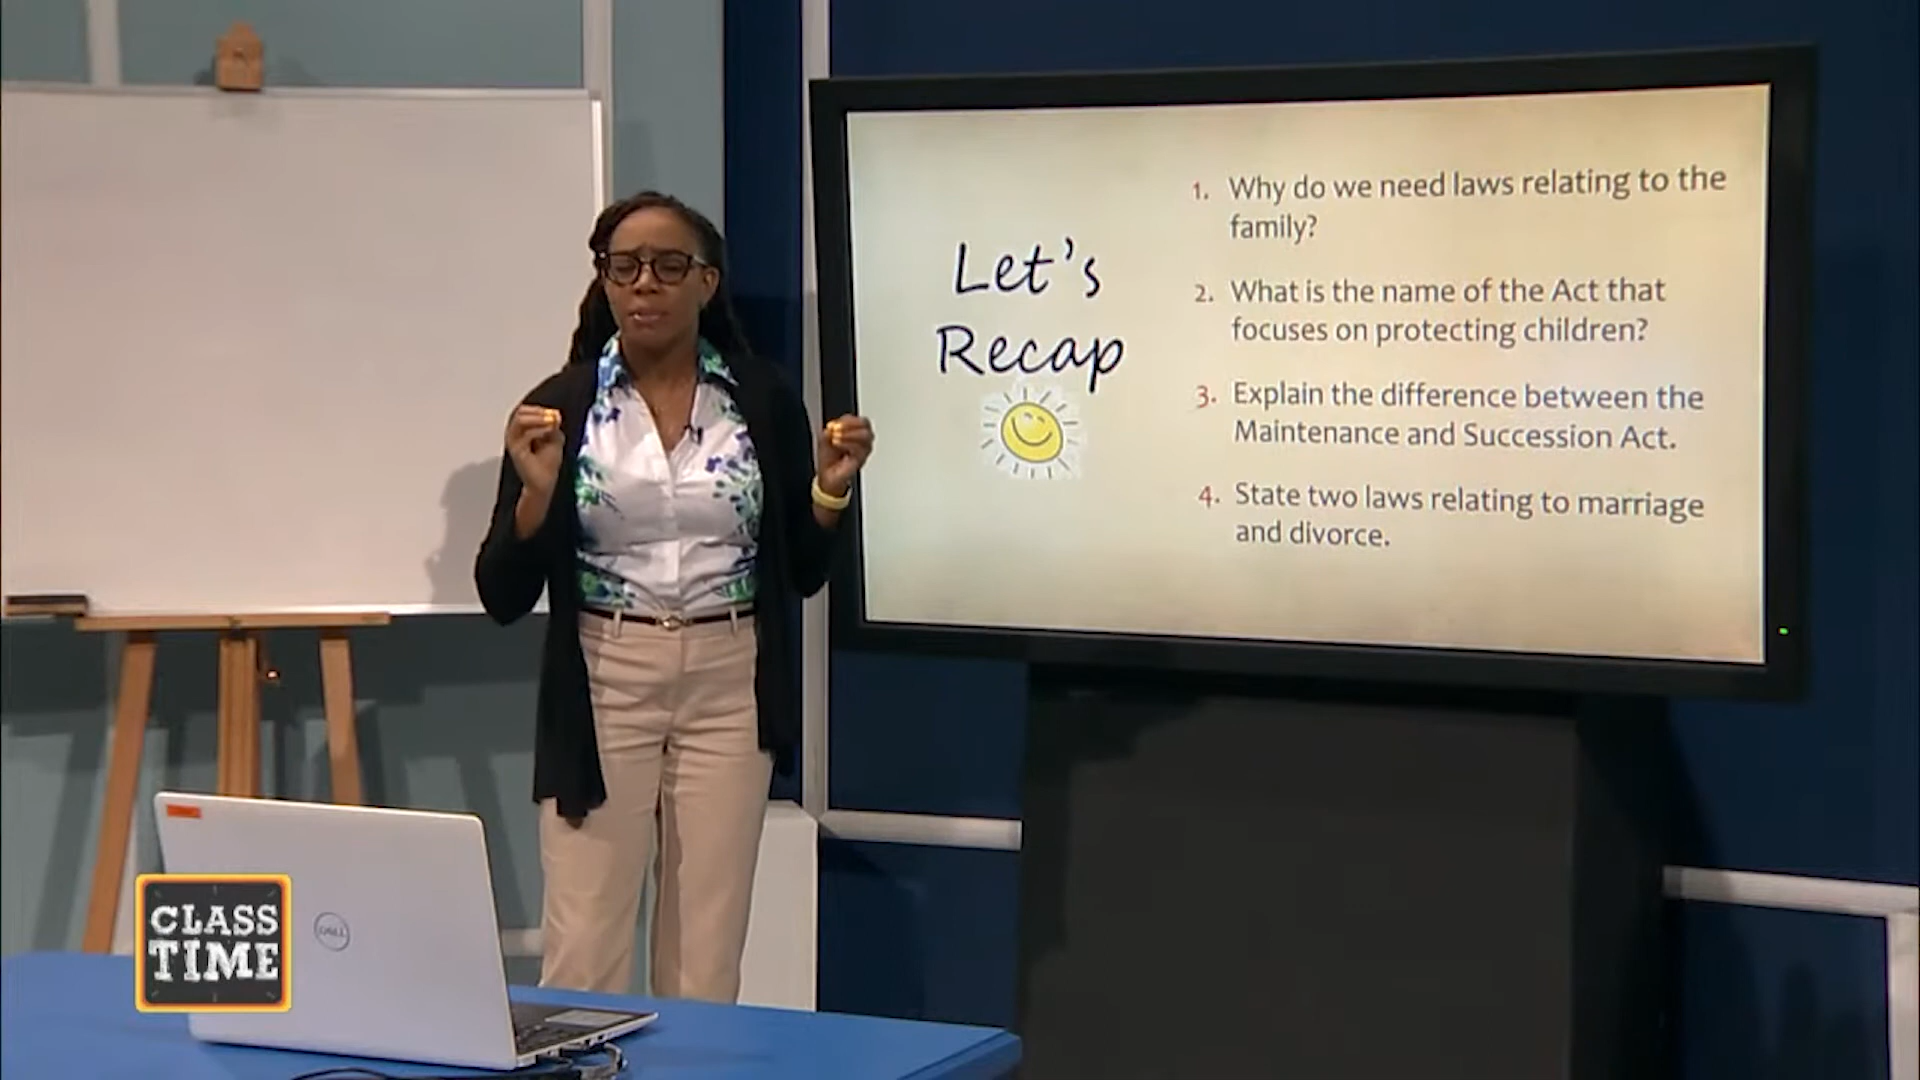 Let's
Recap
1. Why do we need laws relating to the
family?
2. What is the name of the Act that
focuses on protecting children?
3. Explain the difference between the
Maintenance and Succession Act.
4. State two laws relating to marriage
and divorce.
CLASS
TIME
DELL